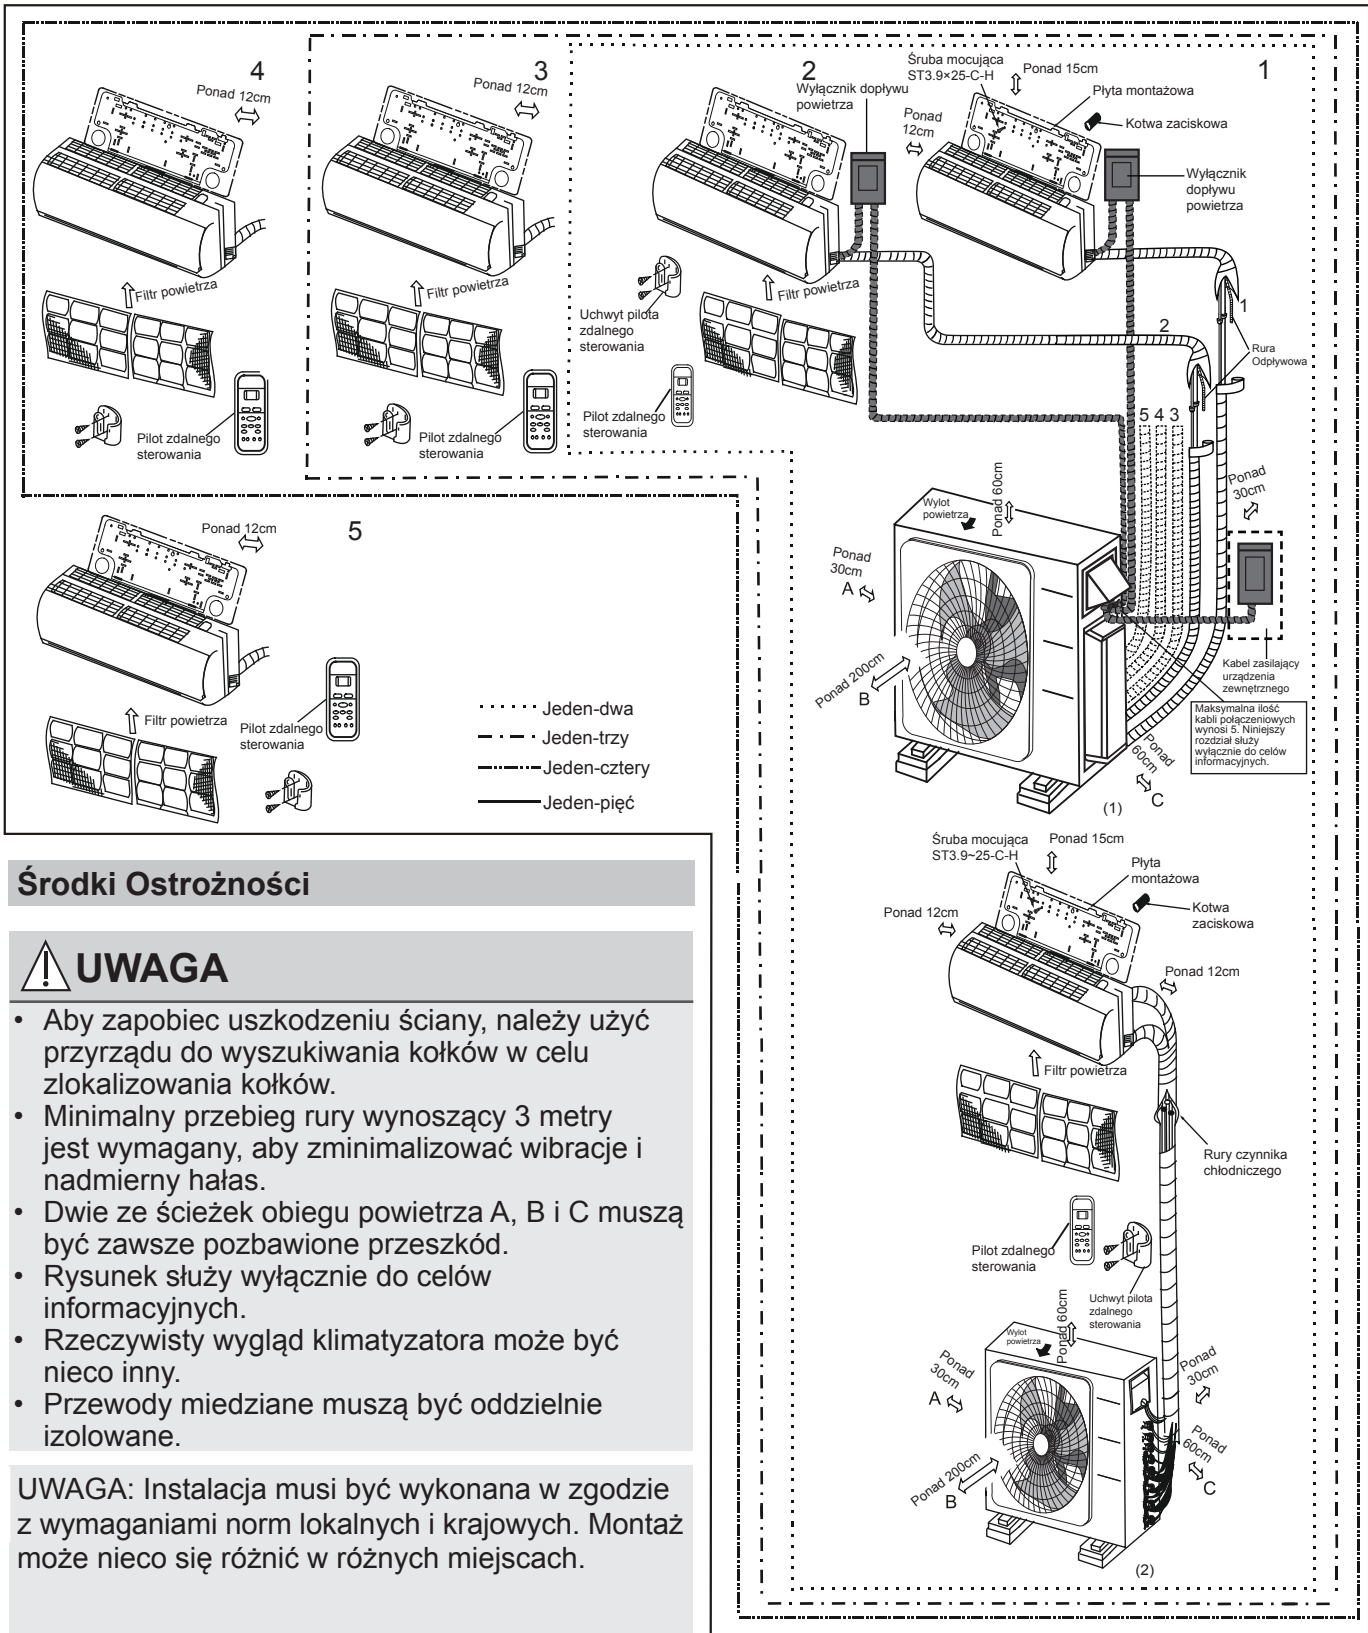 4
Ponad 12cm
Filtr powietrza
Pilot zdalnego
sterowania
3
Ponad 12cm
Filtr powietrza
Pilot zdalnego
sterowania
2
Wyłącznik dopływu
powietrza
Filtr powietrza
Uchwyt pilota
zdalnego
sterowania
Pilot zdalnego
sterowania
1
Śruba mocująca
ST3.9×25-C-H
Ponad 15cm
Płyta montażowa
Kotwa zaciskowa
Ponad
12cm
Wyłącznik
dopływu
powietrza
1
2
Rura
Odpływowa
5 4 3
Ponad
30cm
Wylot
powietrza
Ponad 60cm
Ponad
30cm
A
Ponad 200cm
B
Kabel zasilający
urządzenia
zewnętrznego
Maksymalna ilość
kabli połączeniowych
wynosi 5. Niniejszy
rozdział służy
wyłącznie do celów
informacyjnych.
Ponad
60cm
C
(1)
5
Ponad 12cm
Filtr powietrza
Pilot zdalnego
sterowania
Jeden-dwa
Jeden-trzy
Jeden-cztery
Jeden-pięć
Śruba mocująca
ST3.9~25-C-H
Ponad 15cm
Płyta
montażowa
Kotwa
zaciskowa
Ponad 12cm
Ponad 12cm
Filtr powietrza
Rury czynnika
chłodniczego
Pilot zdalnego
sterowania
Uchwyt pilota
zdalnego
sterowania
Wylot
powietrza
Ponad 60cm
Ponad
30cm
A
Ponad
30cm
Ponad 200cm
B
Ponad
60cm
C
(2)
Środki Ostrożności
UWAGA
• Aby zapobiec uszkodzeniu ściany, należy użyć
przyrządu do wyszukiwania kołków w celu
zlokalizowania kołków.
• Minimalny przebieg rury wynoszący 3 metry
jest wymagany, aby zminimalizować wibracje i
nadmierny hałas.
• Dwie ze ścieżek obiegu powietrza A, B i C muszą
być zawsze pozbawione przeszkód.
• Rysunek służy wyłącznie do celów
informacyjnych.
• Rzeczywisty wygląd klimatyzatora może być
nieco inny.
• Przewody miedziane muszą być oddzielnie
izolowane.
UWAGA: Instalacja musi być wykonana w zgodzie
z wymaganiami norm lokalnych i krajowych. Montaż
może nieco się różnić w różnych miejscach.